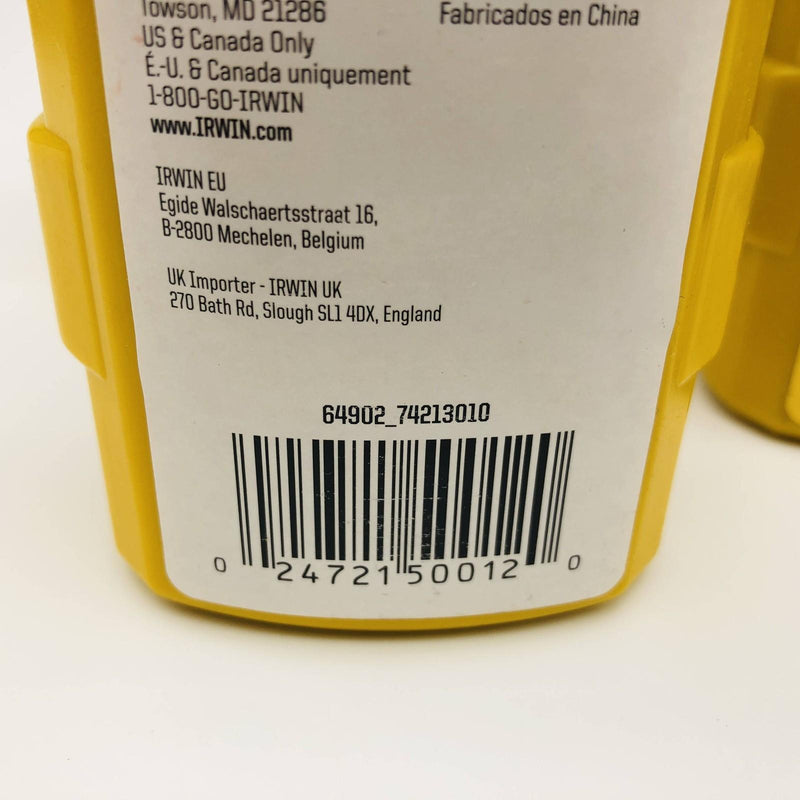 Towson, MD 21286
US & Canada Only
É.-U. & Canada uniquement
1-800-GO-IRWIN
www.IRWIN.com
Fabricados en China
IRWIN EU
Egide Walschaertsstraat 16,
B-2800 Mechelen, Belgium
UK Importer - IRWIN UK
270 Bath Rd, Slough SL1 4DX, England
64902_74213010
0 24721 50012 0